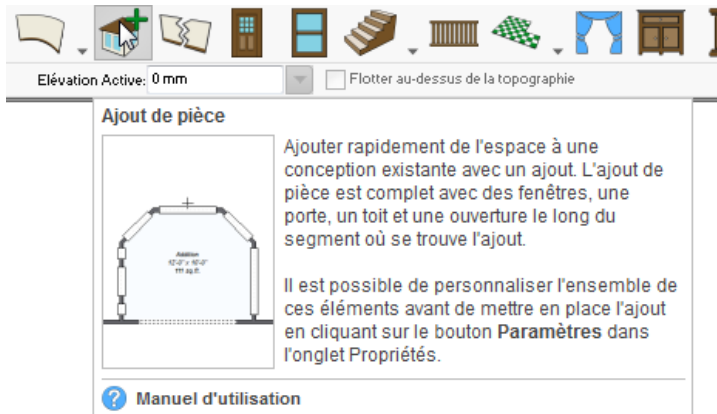 Elévation Active: 0 mm
Flotter au-dessus de la topographie
Ajout de pièce
Ajouter rapidement de l'espace à une
conception existante avec un ajout. L'ajout de
pièce est complet avec des fenêtres, une
porte, un toit et une ouverture le long du
segment où se trouve l'ajout.
Il est possible de personnaliser l'ensemble de
ces éléments avant de mettre en place l'ajout
en cliquant sur le bouton Paramètres dans
l'onglet Propriétés.
Addition
Manuel d'utilisation